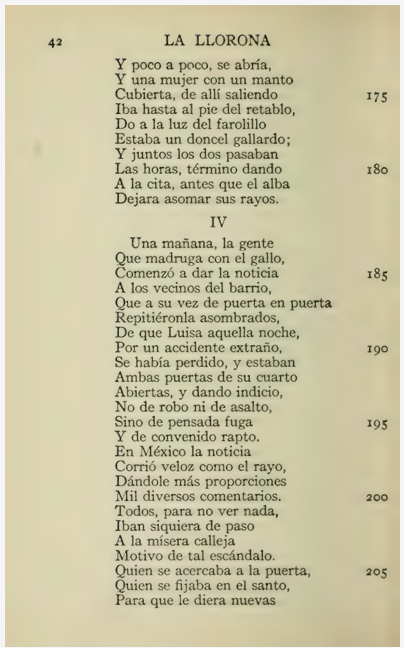 42 LA LLORONA
Y poco a poco, se abría,
Y una mujer con un manto
Cubierta, de allí saliendo 175
Iba hasta al pie del retablo,
Do a la luz del farolillo
Estaba un doncel gallardo;
Y juntos los dos pasaban
Las horas, término dando 180
A la cita, antes que el alba
Dejara asomar sus rayos.
IV
Una mañana, la gente
Que madruga con el gallo,
Comenzó a dar la noticia 185
A los vecinos del barrio,
Que a su vez de puerta en puerta
Repitiéronla asombrados,
De que Luisa aquella noche,
Por un accidente extraño, 190
Se había perdido, y estaban
Ambas puertas de su cuarto
Abiertas, y dando indicio,
No de robo ni de asalto,
Sino de pensada fuga 195
Y de convenido rapto.
En México la noticia
Corrió veloz como el rayo,
Dándole más proporciones
Mil diversos comentarios. 200
Todos, para no ver nada,
Iban siquiera de paso
A la mísera calleja
Motivo de tal escándalo.
Quien se acercaba a la puerta, 205
Quien se fijaba en el santo,
Para que le diera nuevas